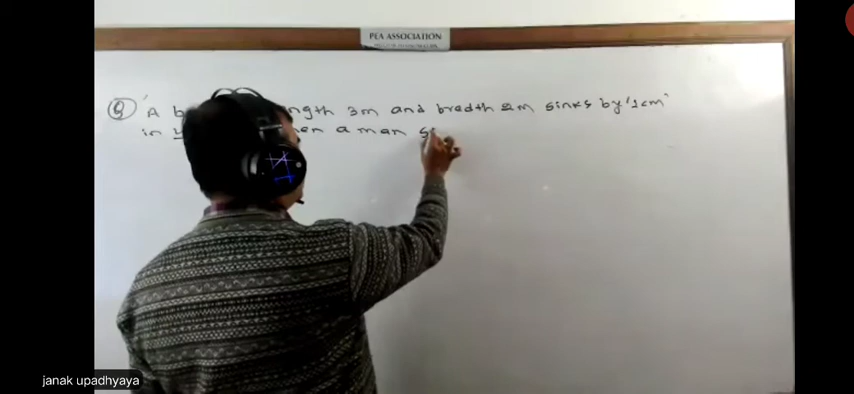 PEA ASSOCIATION
Q A b ngth 3m and bredth 2m sinks by '1cm'
in en a man s
janak upadhyaya